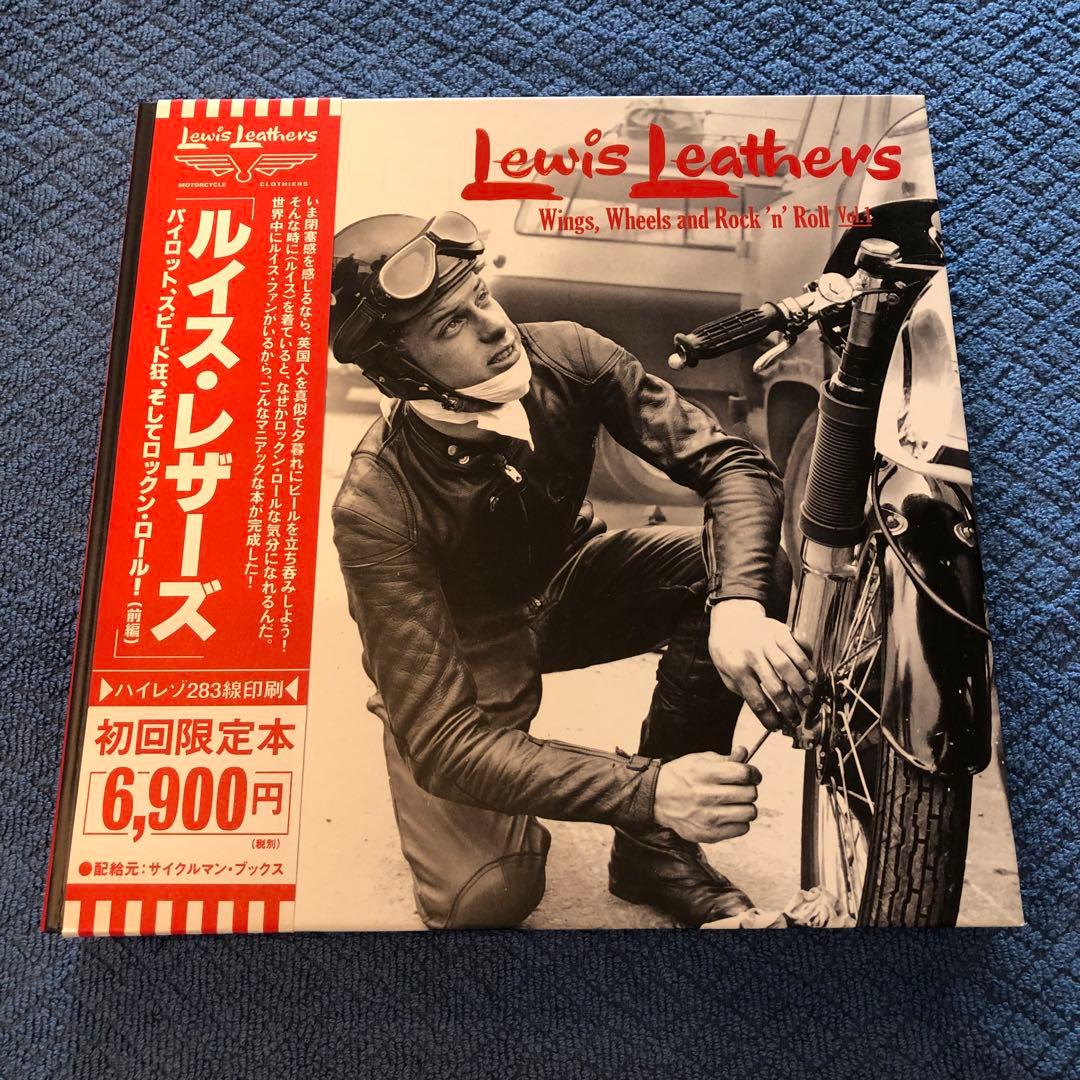 Lewis Leathers
MOTORCYCLE CLOTHIERS
いま閉塞感を感じるなら、英国人を真似て夕暮れにビールを立ち呑みしよう!
そんな時に〈ルイス〉を着ていると、なぜかロックン・ロールな気分になれるんだ。
世界中にルイス・ファンがいるから、こんなマニアックな本が完成した!
「ルイス・レザーズ」
パイロット、スピード狂、そしてロックン・ロール!(前編)
▶ハイレゾ283線印刷◀
初回限定本
[6,900円]
(税別)
●配給元:サイクルマン・ブックス
Lewis Leathers
Wings, Wheels and Rock 'n' Roll Vol.1